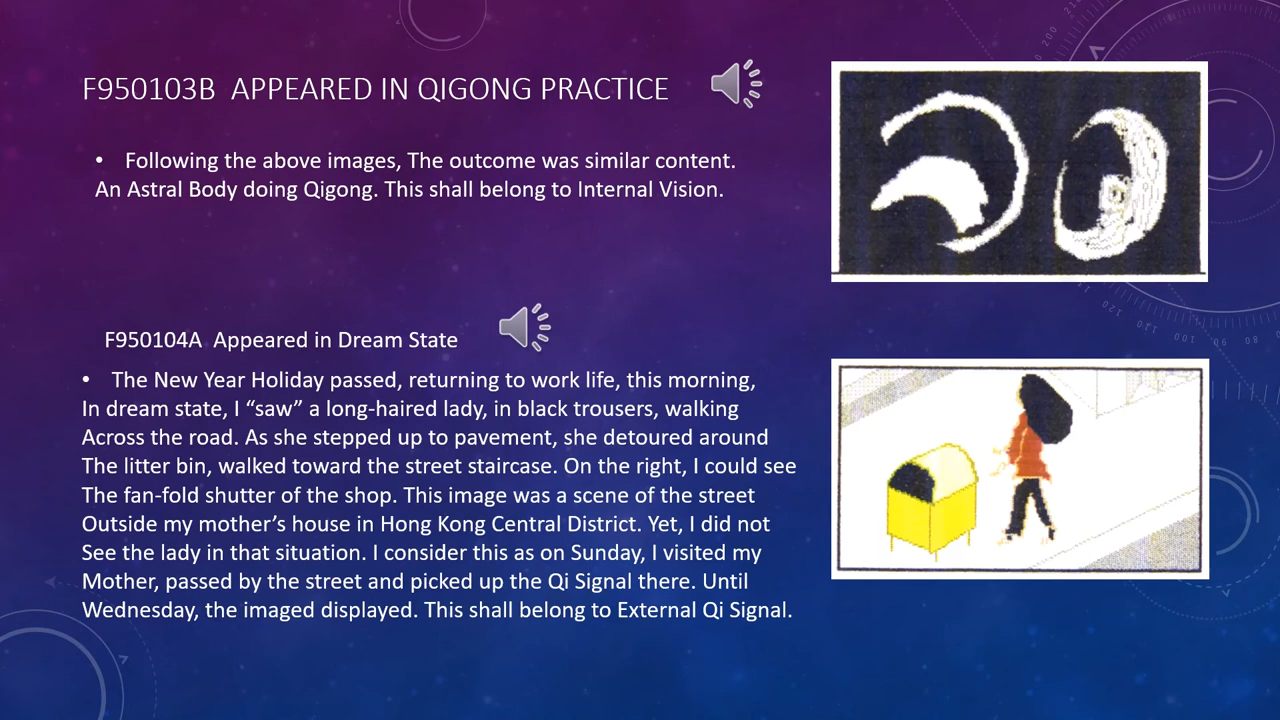 F950103B APPEARED IN QIGONG PRACTICE
• Following the above images, The outcome was similar content.
An Astral Body doing Qigong. This shall belong to Internal Vision.
F950104A Appeared in Dream State
• The New Year Holiday passed, returning to work life, this morning,
In dream state, I “saw” a long-haired lady, in black trousers, walking
Across the road. As she stepped up to pavement, she detoured around
The litter bin, walked toward the street staircase. On the right, I could see
The fan-fold shutter of the shop. This image was a scene of the street
Outside my mother’s house in Hong Kong Central District. Yet, I did not
See the lady in that situation. I consider this as on Sunday, I visited my
Mother, passed by the street and picked up the Qi Signal there. Until
Wednesday, the imaged displayed. This shall belong to External Qi Signal.